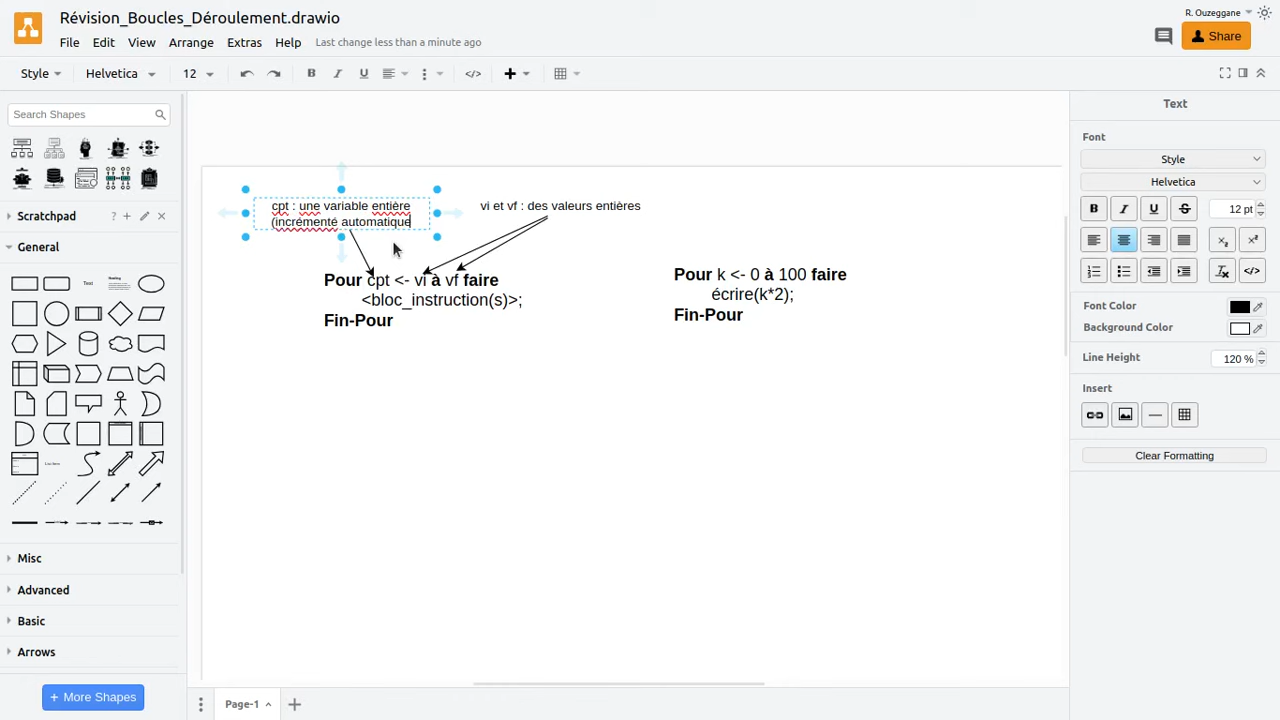 Révision_Boucles_Déroulement.drawio
R. Ouzeggane
File Edit View Arrange Extras Help Last change less than a minute ago
Share
Style Helvetica 12 B I U </>
Search Shapes
Scratchpad ? + ×
General
Text
Misc
Advanced
Basic
Arrows
+ More Shapes
cpt : une variable entière
(incrémenté automatique
vi et vf : des valeurs entières
Pour cpt <- vi à vf faire
<bloc_instruction(s)>;
Fin-Pour
Pour k <- 0 à 100 faire
écrire(k*2);
Fin-Pour
Page-1
Text
Font
Style
Helvetica
B I U S 12 pt
Font Color
Background Color
Line Height 120 %
Insert
Clear Formatting